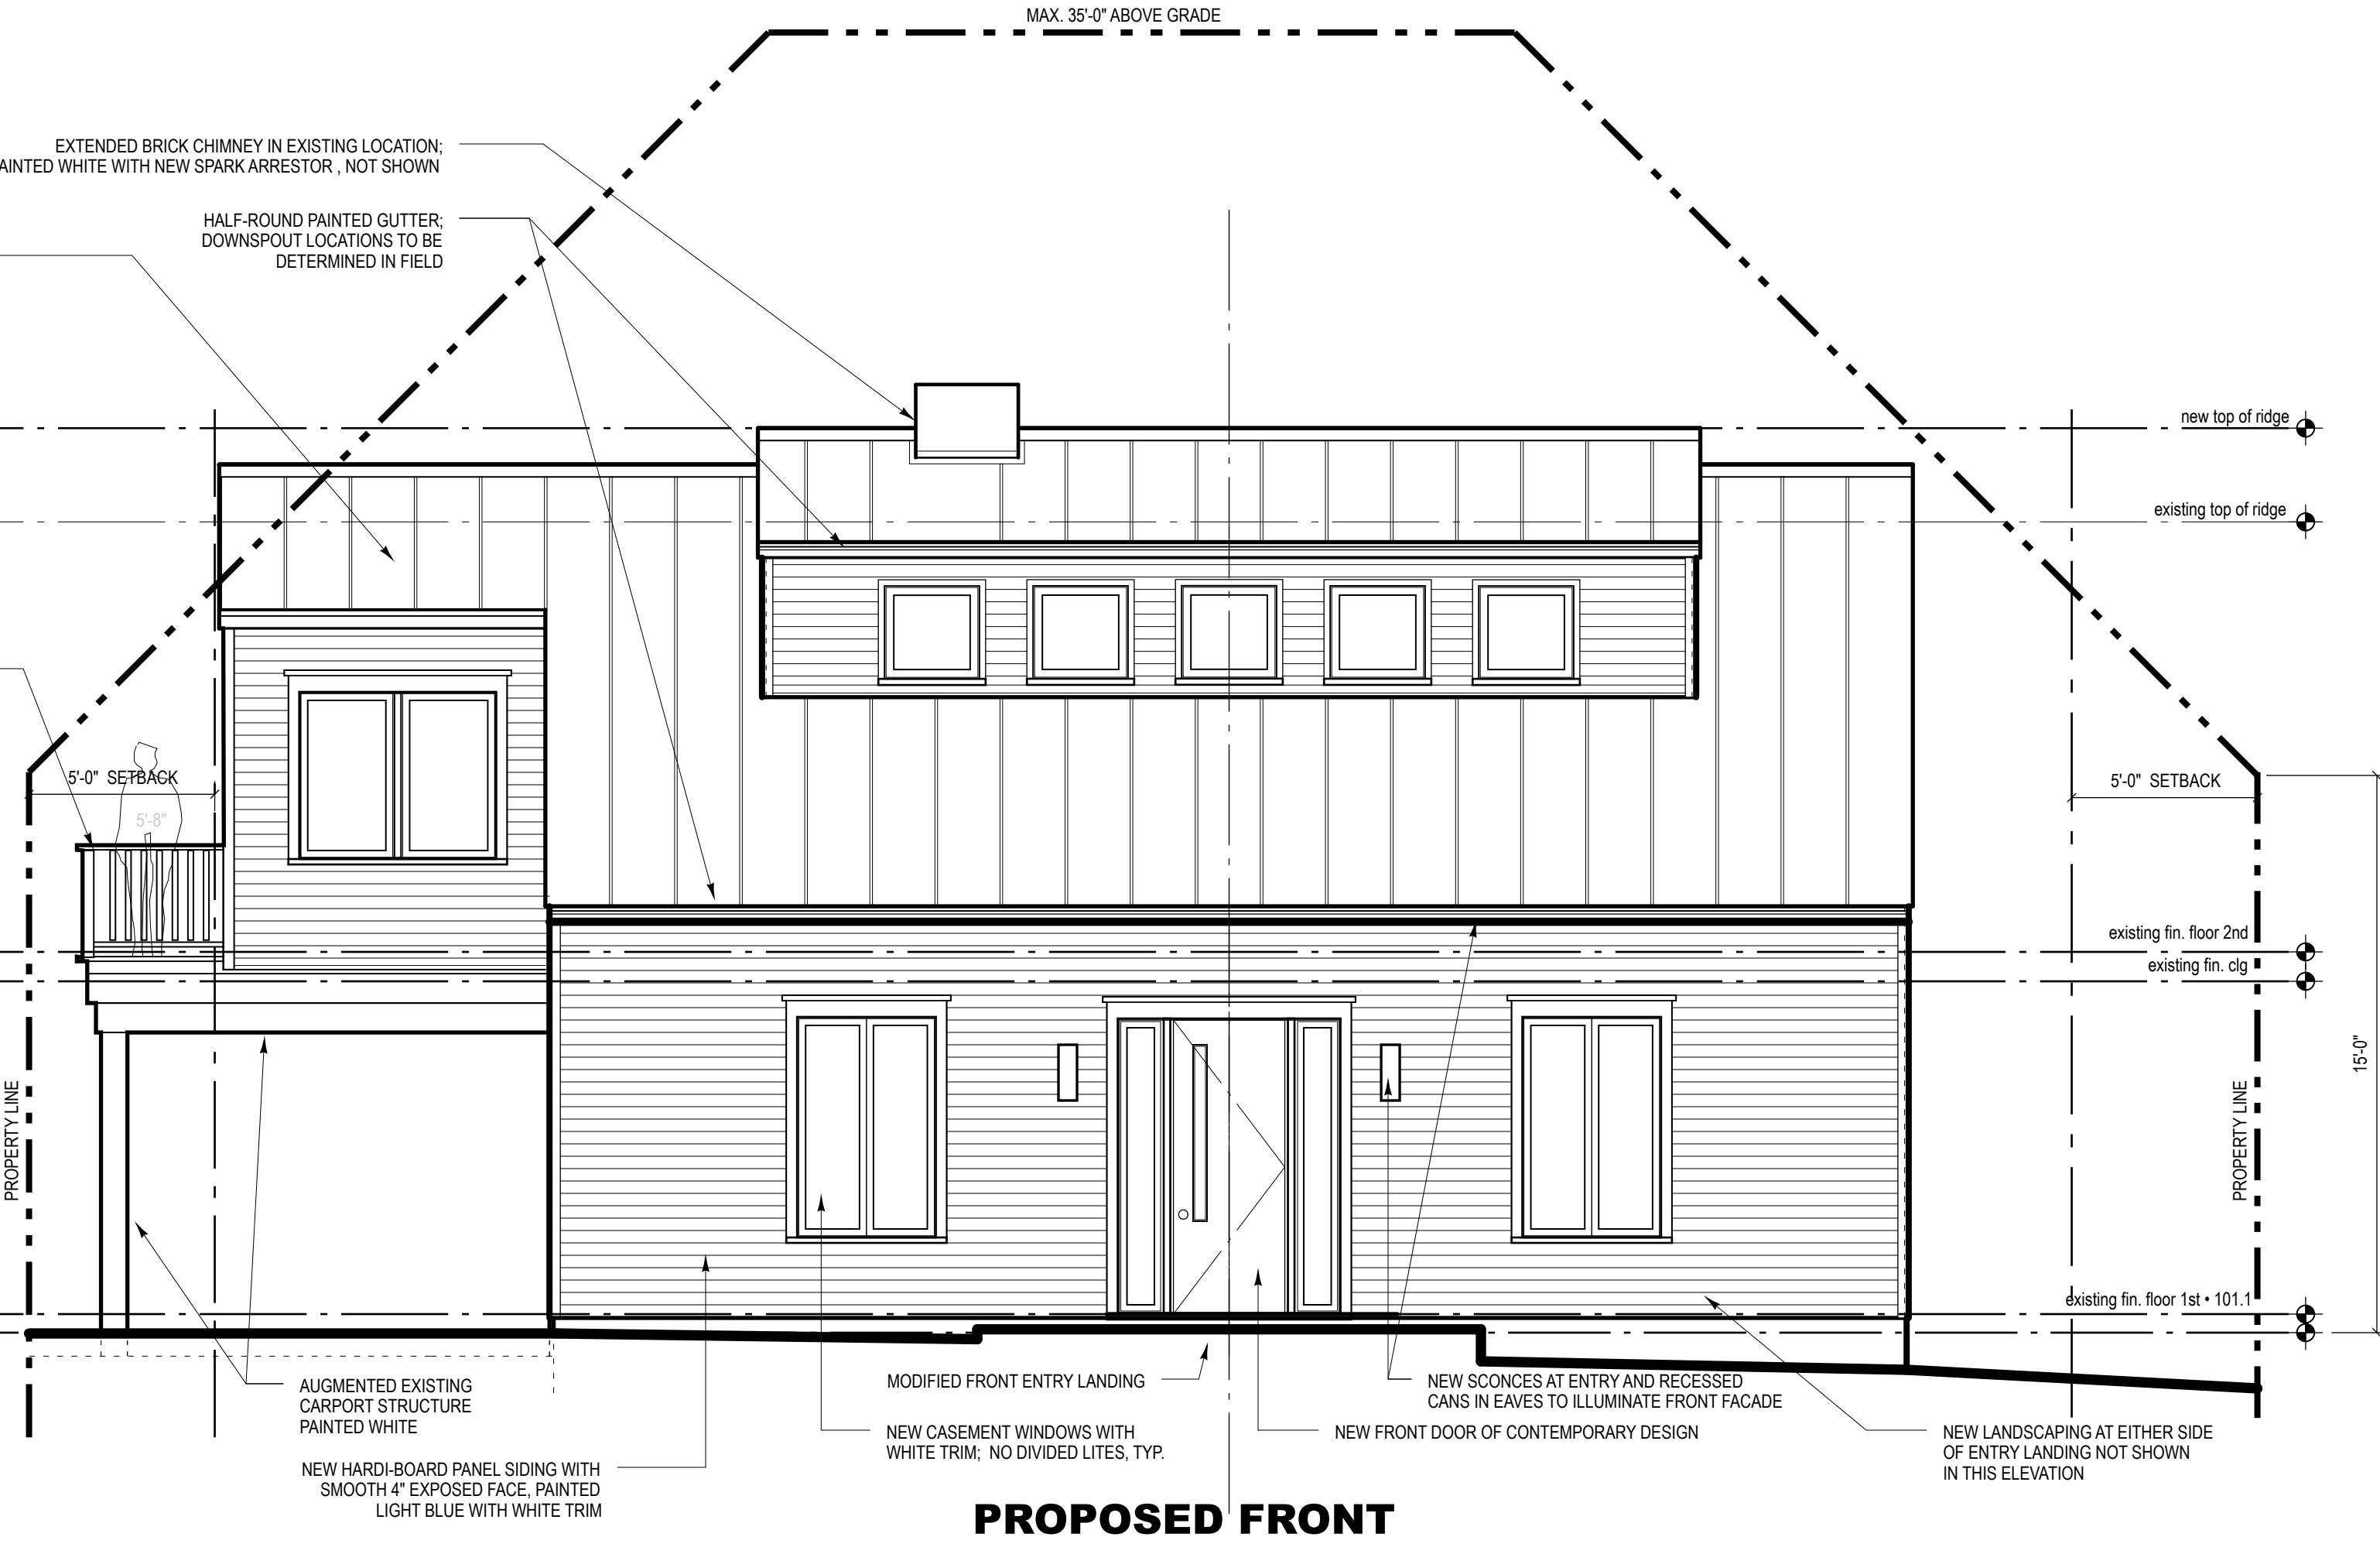 MAX. 35'-0" ABOVE GRADE
EXTENDED BRICK CHIMNEY IN EXISTING LOCATION;
WHITE WITH NEW SPARK ARRESTOR , NOT SHOWN
HALF-ROUND PAINTED GUTTER;
DOWNSPOUT LOCATIONS TO BE
DETERMINED IN FIELD
new top of ridge
existing top of ridge
5'-0" SETBACK
5'-8"
5'-0" SETBACK
existing fin. floor 2nd
existing fin. clg
15'-0"
PROPERTY LINE
PROPERTY LINE
existing fin. floor 1st • 101.1
AUGMENTED EXISTING
CARPORT STRUCTURE
PAINTED WHITE
MODIFIED FRONT ENTRY LANDING
NEW SCONCES AT ENTRY AND RECESSED
CANS IN EAVES TO ILLUMINATE FRONT FACADE
NEW CASEMENT WINDOWS WITH
WHITE TRIM; NO DIVIDED LITES, TYP.
NEW FRONT DOOR OF CONTEMPORARY DESIGN
NEW LANDSCAPING AT EITHER SIDE
OF ENTRY LANDING NOT SHOWN
IN THIS ELEVATION
NEW HARDI-BOARD PANEL SIDING WITH
SMOOTH 4" EXPOSED FACE, PAINTED
LIGHT BLUE WITH WHITE TRIM
PROPOSED FRONT